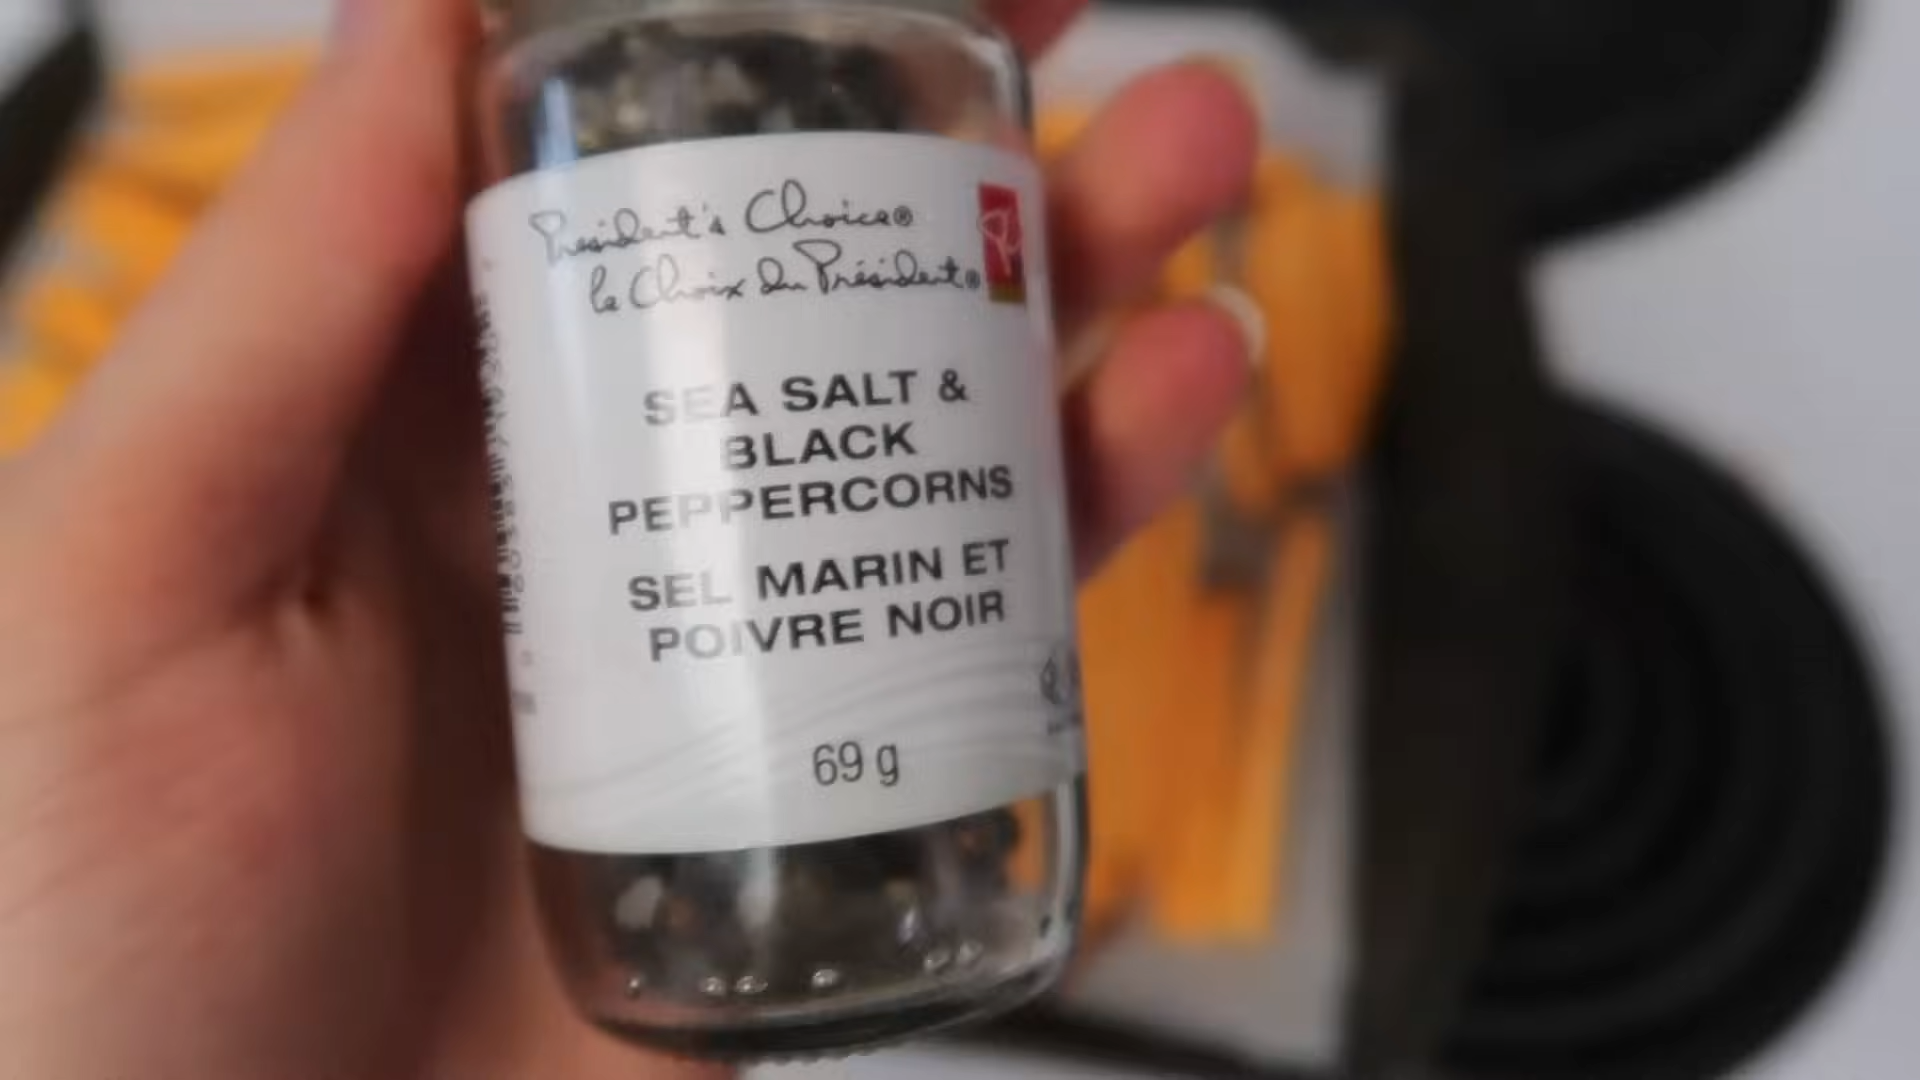 President's Choice®
le Choix du Président®
SEA SALT &
BLACK
PEPPERCORNS
SEL MARIN ET
POIVRE NOIR
69 g